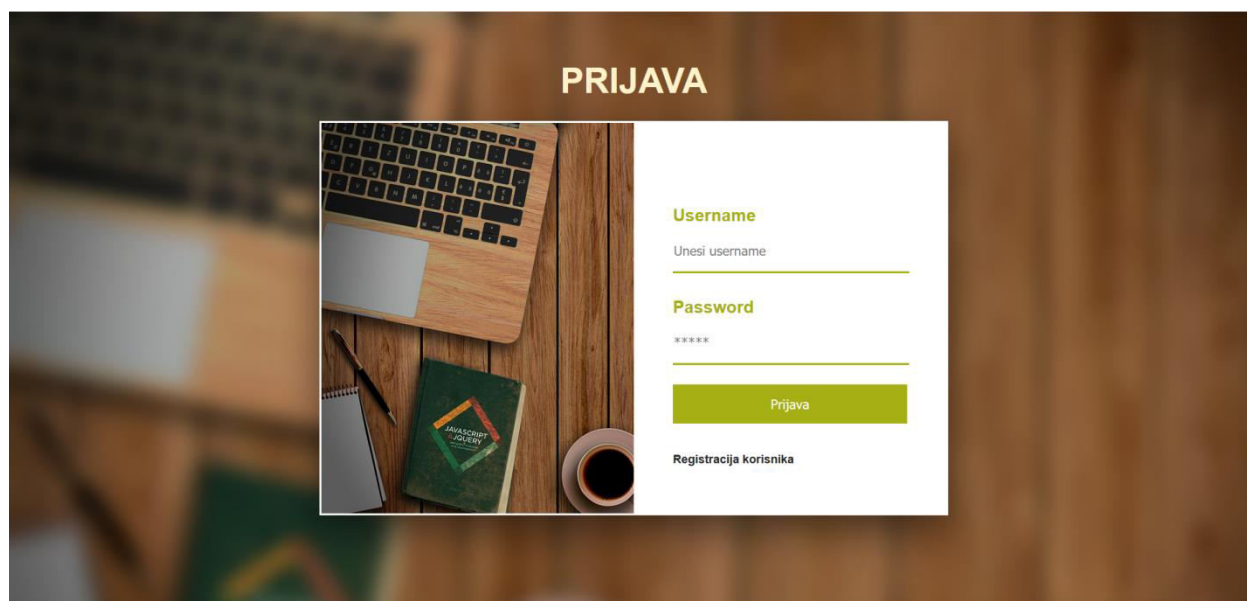 PRIJAVA
Username
Unesi username
Password
*****
Prijava
Registracija korisnika
JAVASCRIPT
&JQUERY